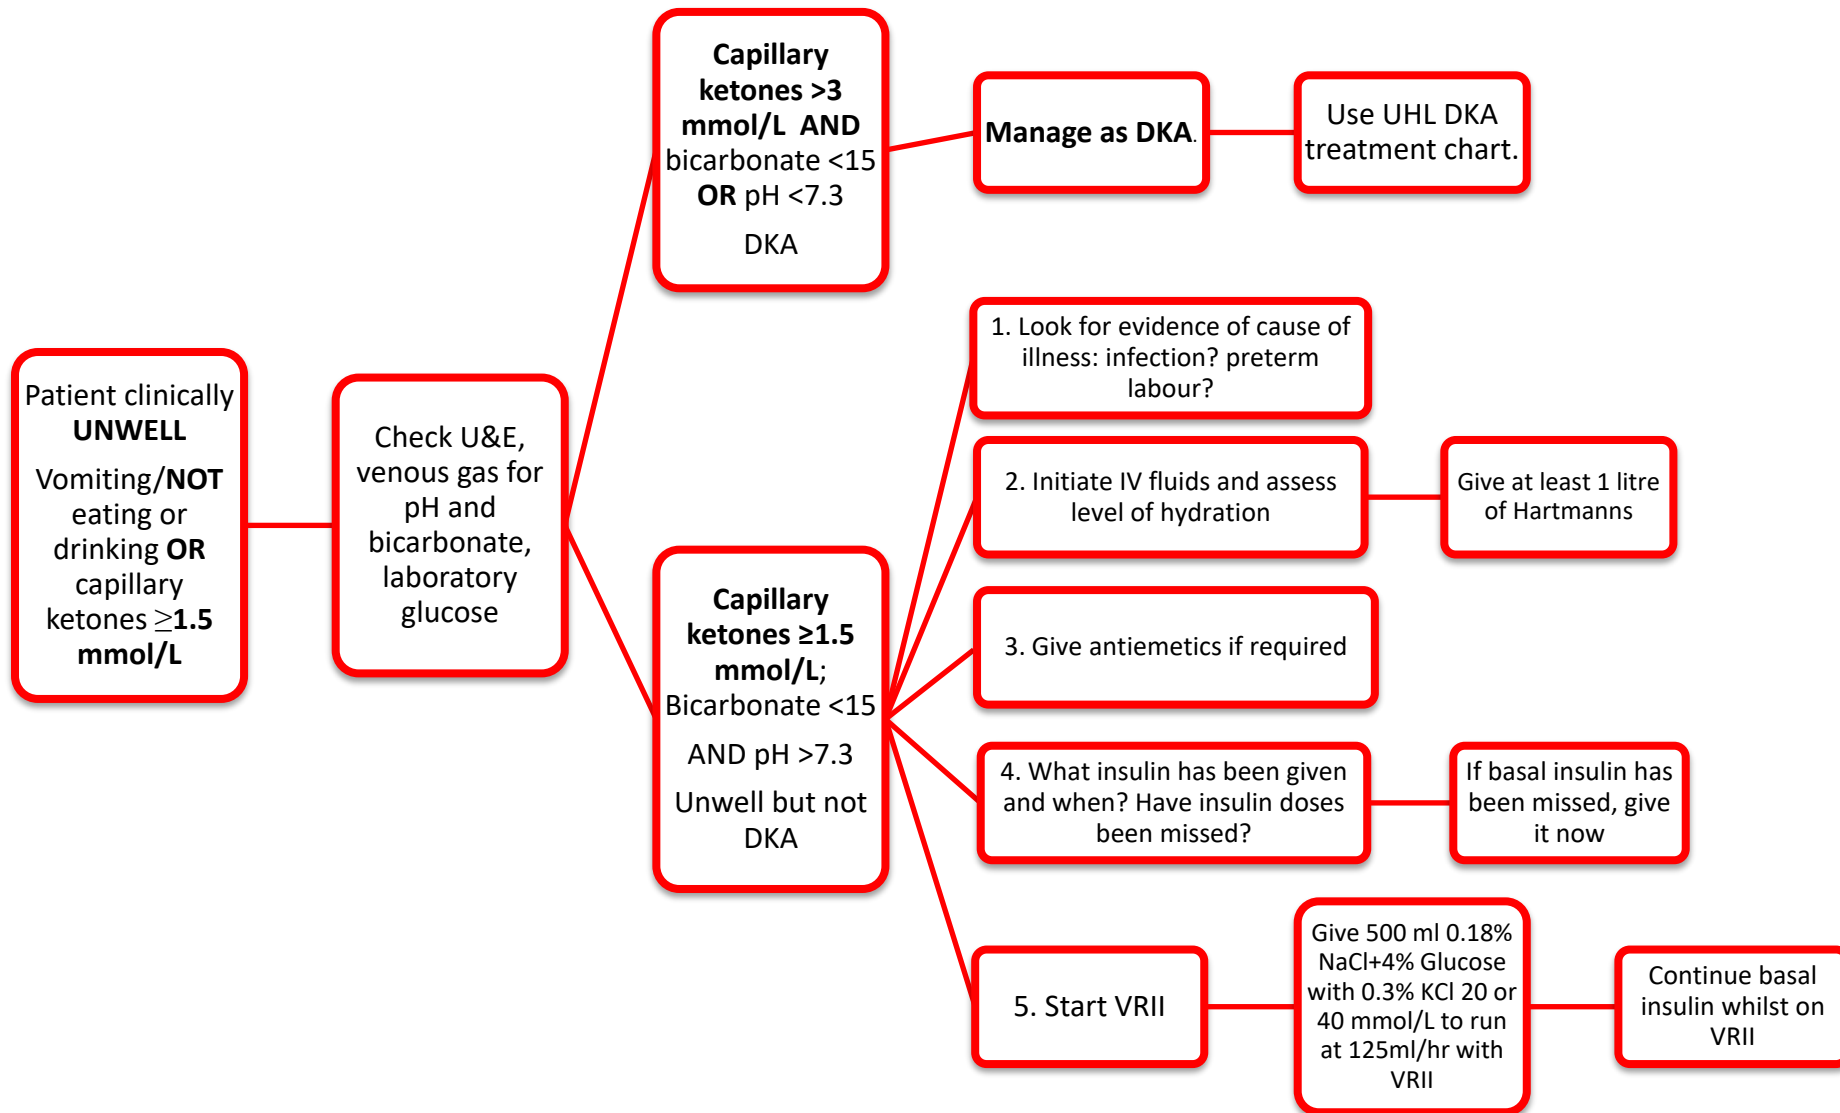 Patient clinically
UNWELL
Vomiting/NOT
eating or
drinking OR
capillary
ketones ≥1.5
mmol/L
Check U&E,
venous gas for
pH and
bicarbonate,
laboratory
glucose
Capillary
ketones >3
mmol/L AND
bicarbonate <15
OR pH <7.3
DKA
Manage as DKA.
Use UHL DKA
treatment chart.
Capillary
ketones ≥1.5
mmol/L;
Bicarbonate <15
AND pH >7.3
Unwell but not
DKA
1. Look for evidence of cause of
illness: infection? preterm
labour?
2. Initiate IV fluids and assess
level of hydration
Give at least 1 litre
of Hartmanns
3. Give antiemetics if required
4. What insulin has been given
and when? Have insulin doses
been missed?
If basal insulin has
been missed, give
it now
5. Start VRII
Give 500 ml 0.18%
NaCl+4% Glucose
with 0.3% KCl 20 or
40 mmol/L to run
at 125ml/hr with
VRII
Continue basal
insulin whilst on
VRII